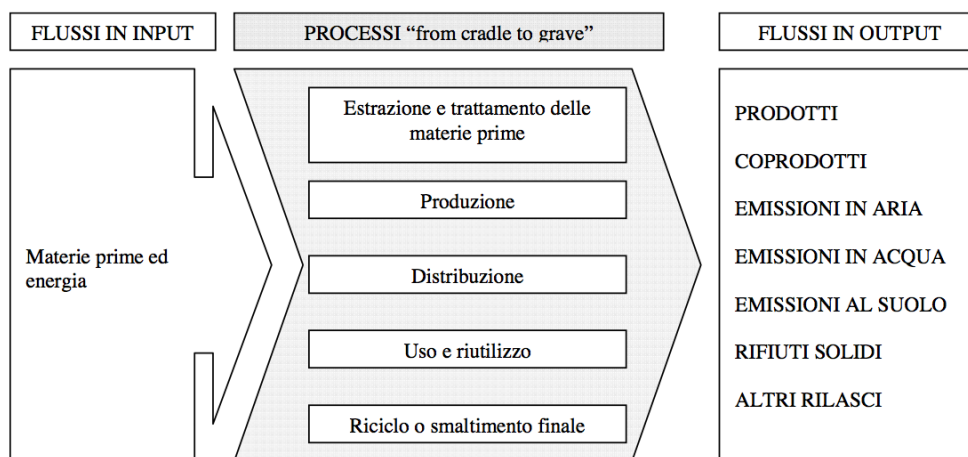 FLUSSI IN INPUT
PROCESSI “from cradle to grave”
FLUSSI IN OUTPUT
Materie prime ed
energia
Estrazione e trattamento delle
materie prime
Produzione
Distribuzione
Uso e riutilizzo
Riciclo o smaltimento finale
PRODOTTI
COPRODOTTI
EMISSIONI IN ARIA
EMISSIONI IN ACQUA
EMISSIONI AL SUOLO
RIFIUTI SOLIDI
ALTRI RILASCI